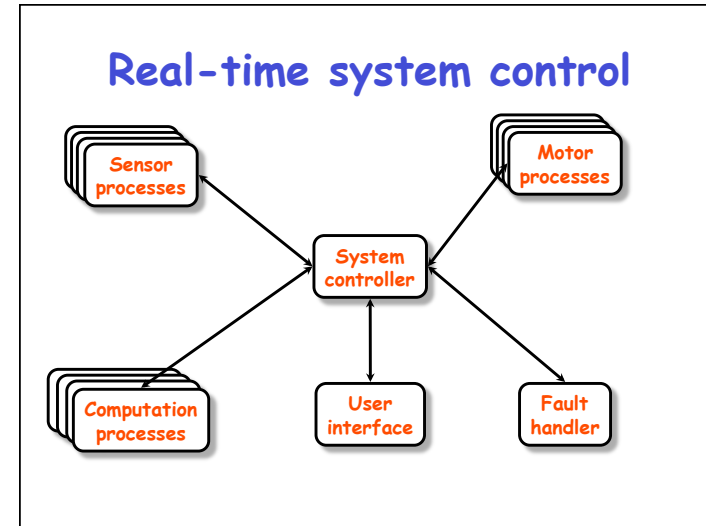 Real-time system control
Sensor
processes
Motor
processes
System
controller
Computation
processes
User
interface
Fault
handler